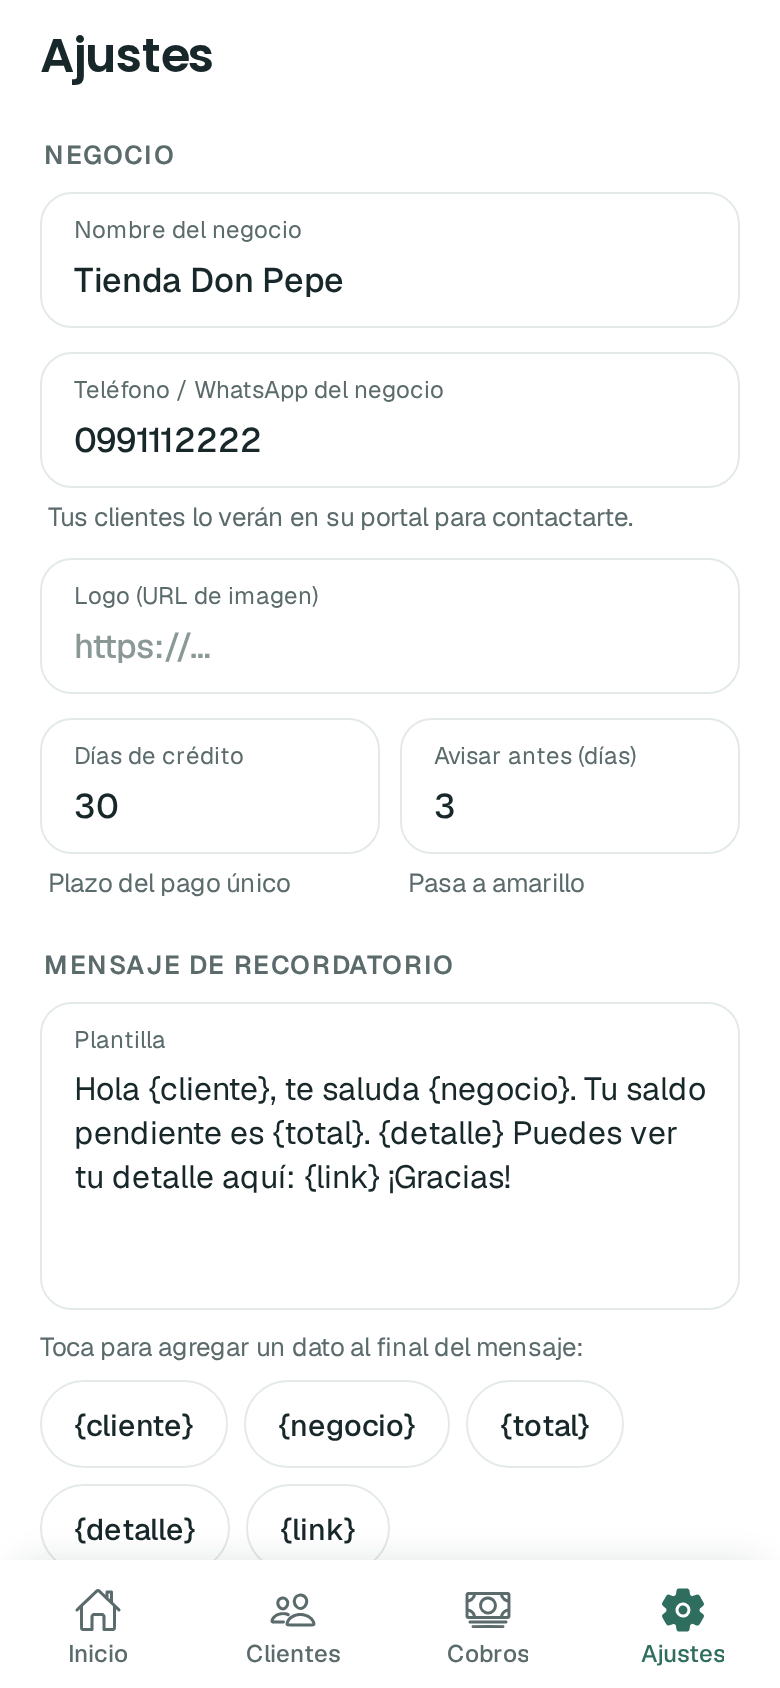 Ajustes
NEGOCIO
Nombre del negocio
Tienda Don Pepe
Teléfono / WhatsApp del negocio
0991112222
Tus clientes lo verán en su portal para contactarte.
Logo (URL de imagen)
https://...
Días de crédito
30
Plazo del pago único
Avisar antes (días)
3
Pasa a amarillo
MENSAJE DE RECORDATORIO
Plantilla
Hola {cliente}, te saluda {negocio}. Tu saldo
pendiente es {total}. {detalle} Puedes ver
tu detalle aquí: {link} ¡Gracias!
Toca para agregar un dato al final del mensaje:
{cliente} {negocio} {total}
{detalle} {link}
Inicio Clientes Cobros Ajustes